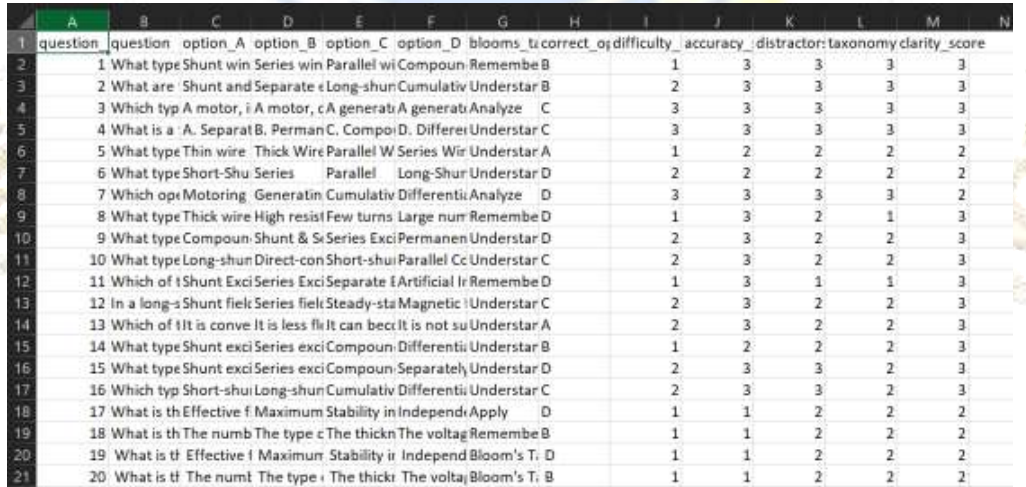 A B C D E F G H I J K L M N
1 question_ question option_A option_B option_C option_D blooms_ta correct_op difficulty_ accuracy_ distractors taxonomy clarity_score
2 1 What type Shunt win Series win Parallel wi Compoun Remembe B 1 3 3 3 3
3 2 What are Shunt and Separate e Long-shun Cumulativ Understar B 2 3 3 3 3
4 3 Which typ A motor, i A motor, c A generat A generat Analyze C 3 3 3 3 3
5 4 What is a A. Separat B. Perman C. Compo D. Differe Understar C 3 3 3 3 3
6 5 What type Thin wire Thick Wire Parallel W Series Wir Understar A 1 2 2 2 2
7 6 What type Short-Shu Series Parallel Long-Shur Understar D 2 2 2 2 2
8 7 Which ope Motoring Generatin Cumulativ Differentia Analyze D 3 3 3 2 3
9 8 What type Thick wire High resist Few turns Large num Remembe D 1 3 2 1 3
10 9 What type Compoun Shunt & Se Series Exci Permanen Understar D 2 3 2 2 3
11 10 What type Long-shun Direct-con Short-shu Parallel Cc Understar C 2 3 2 2 3
12 11 Which of t Shunt Exci Series Exci Separate E Artificial Ir Remembe D 1 3 1 1 3
13 12 In a long-s Shunt field Series field Steady-sta Magnetic Understar C 2 3 2 2 3
14 13 Which of t It is conve It is less fle It can becc It is not su Understar A 2 3 2 2 3
15 14 What type Shunt exci Series exci Compoun Differentia Understar B 1 2 2 2 3
16 15 What type Shunt exci Series exci Compoun Separately Understar D 2 3 3 2 3
17 16 Which typ Short-shu Long-shun Cumulativ Differentia Understar C 2 3 3 2 3
18 17 What is th Effective f Maximum Stability in Independe Apply D 1 1 2 2 2
19 18 What is th The numb The type c The thickn The voltag Remembe B 1 1 2 2 2
20 19 What is th Effective f Maximum Stability ir Independ Bloom's Ta D 1 1 2 2 2
21 20 What is th The numb The type The thickr The voltag Bloom's Ta B 1 1 2 2 2